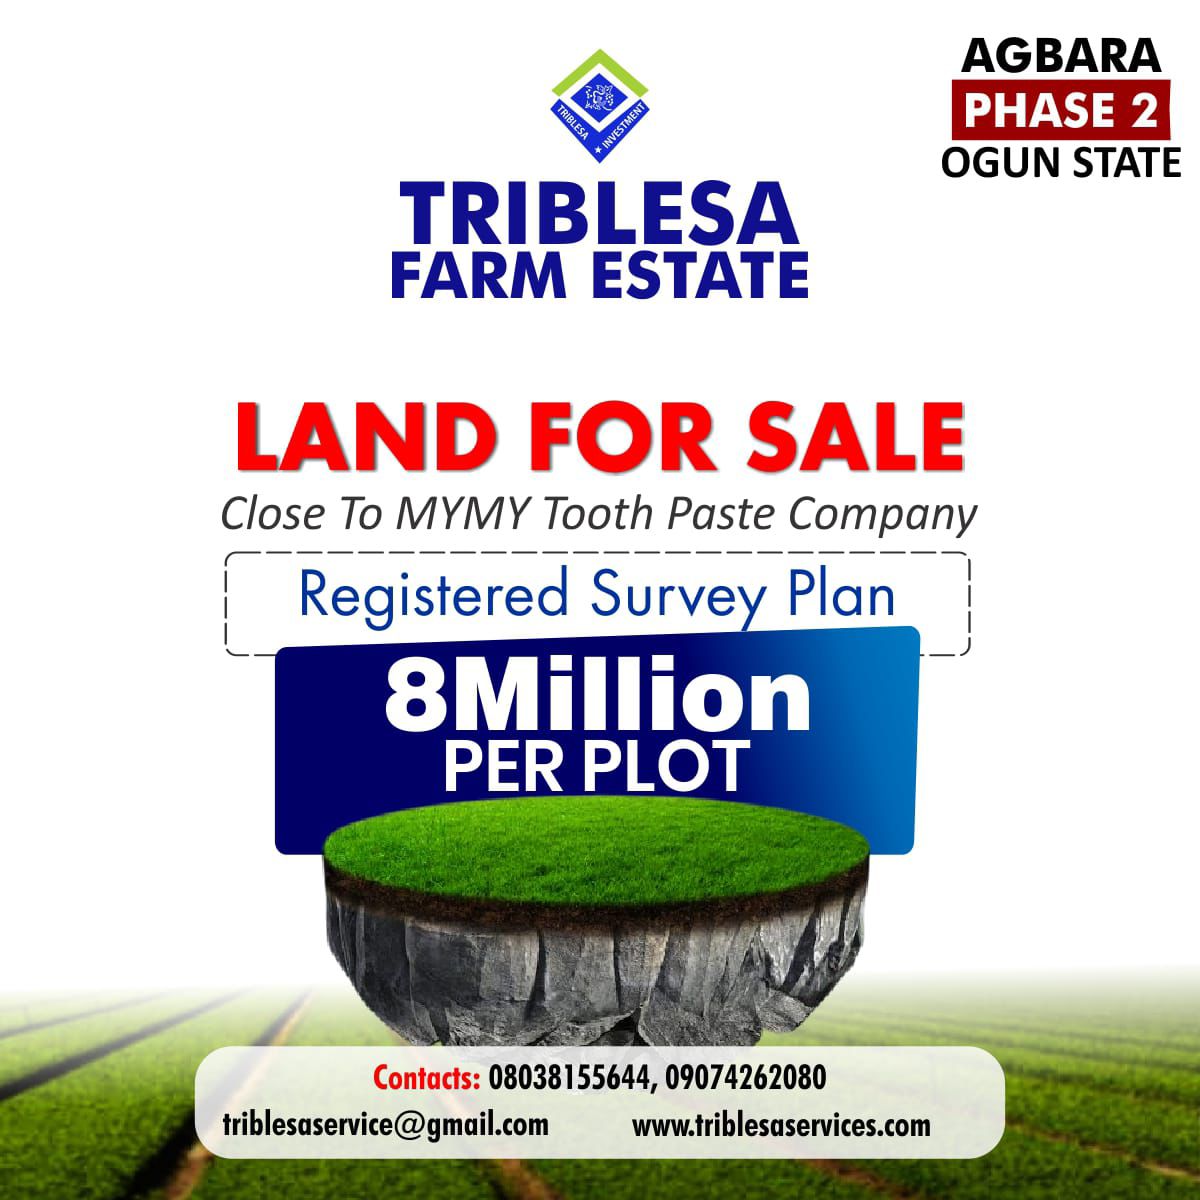 AGBARA
PHASE 2
OGUN STATE
TRIBLESA
INVESTMENT
TRIBLESA
FARM ESTATE
LAND FOR SALE
Close To MYMY Tooth Paste Company
Registered Survey Plan
8Million
PER PLOT
Contacts: 08038155644, 09074262080
triblesaservice@gmail.com www.triblesaservices.com